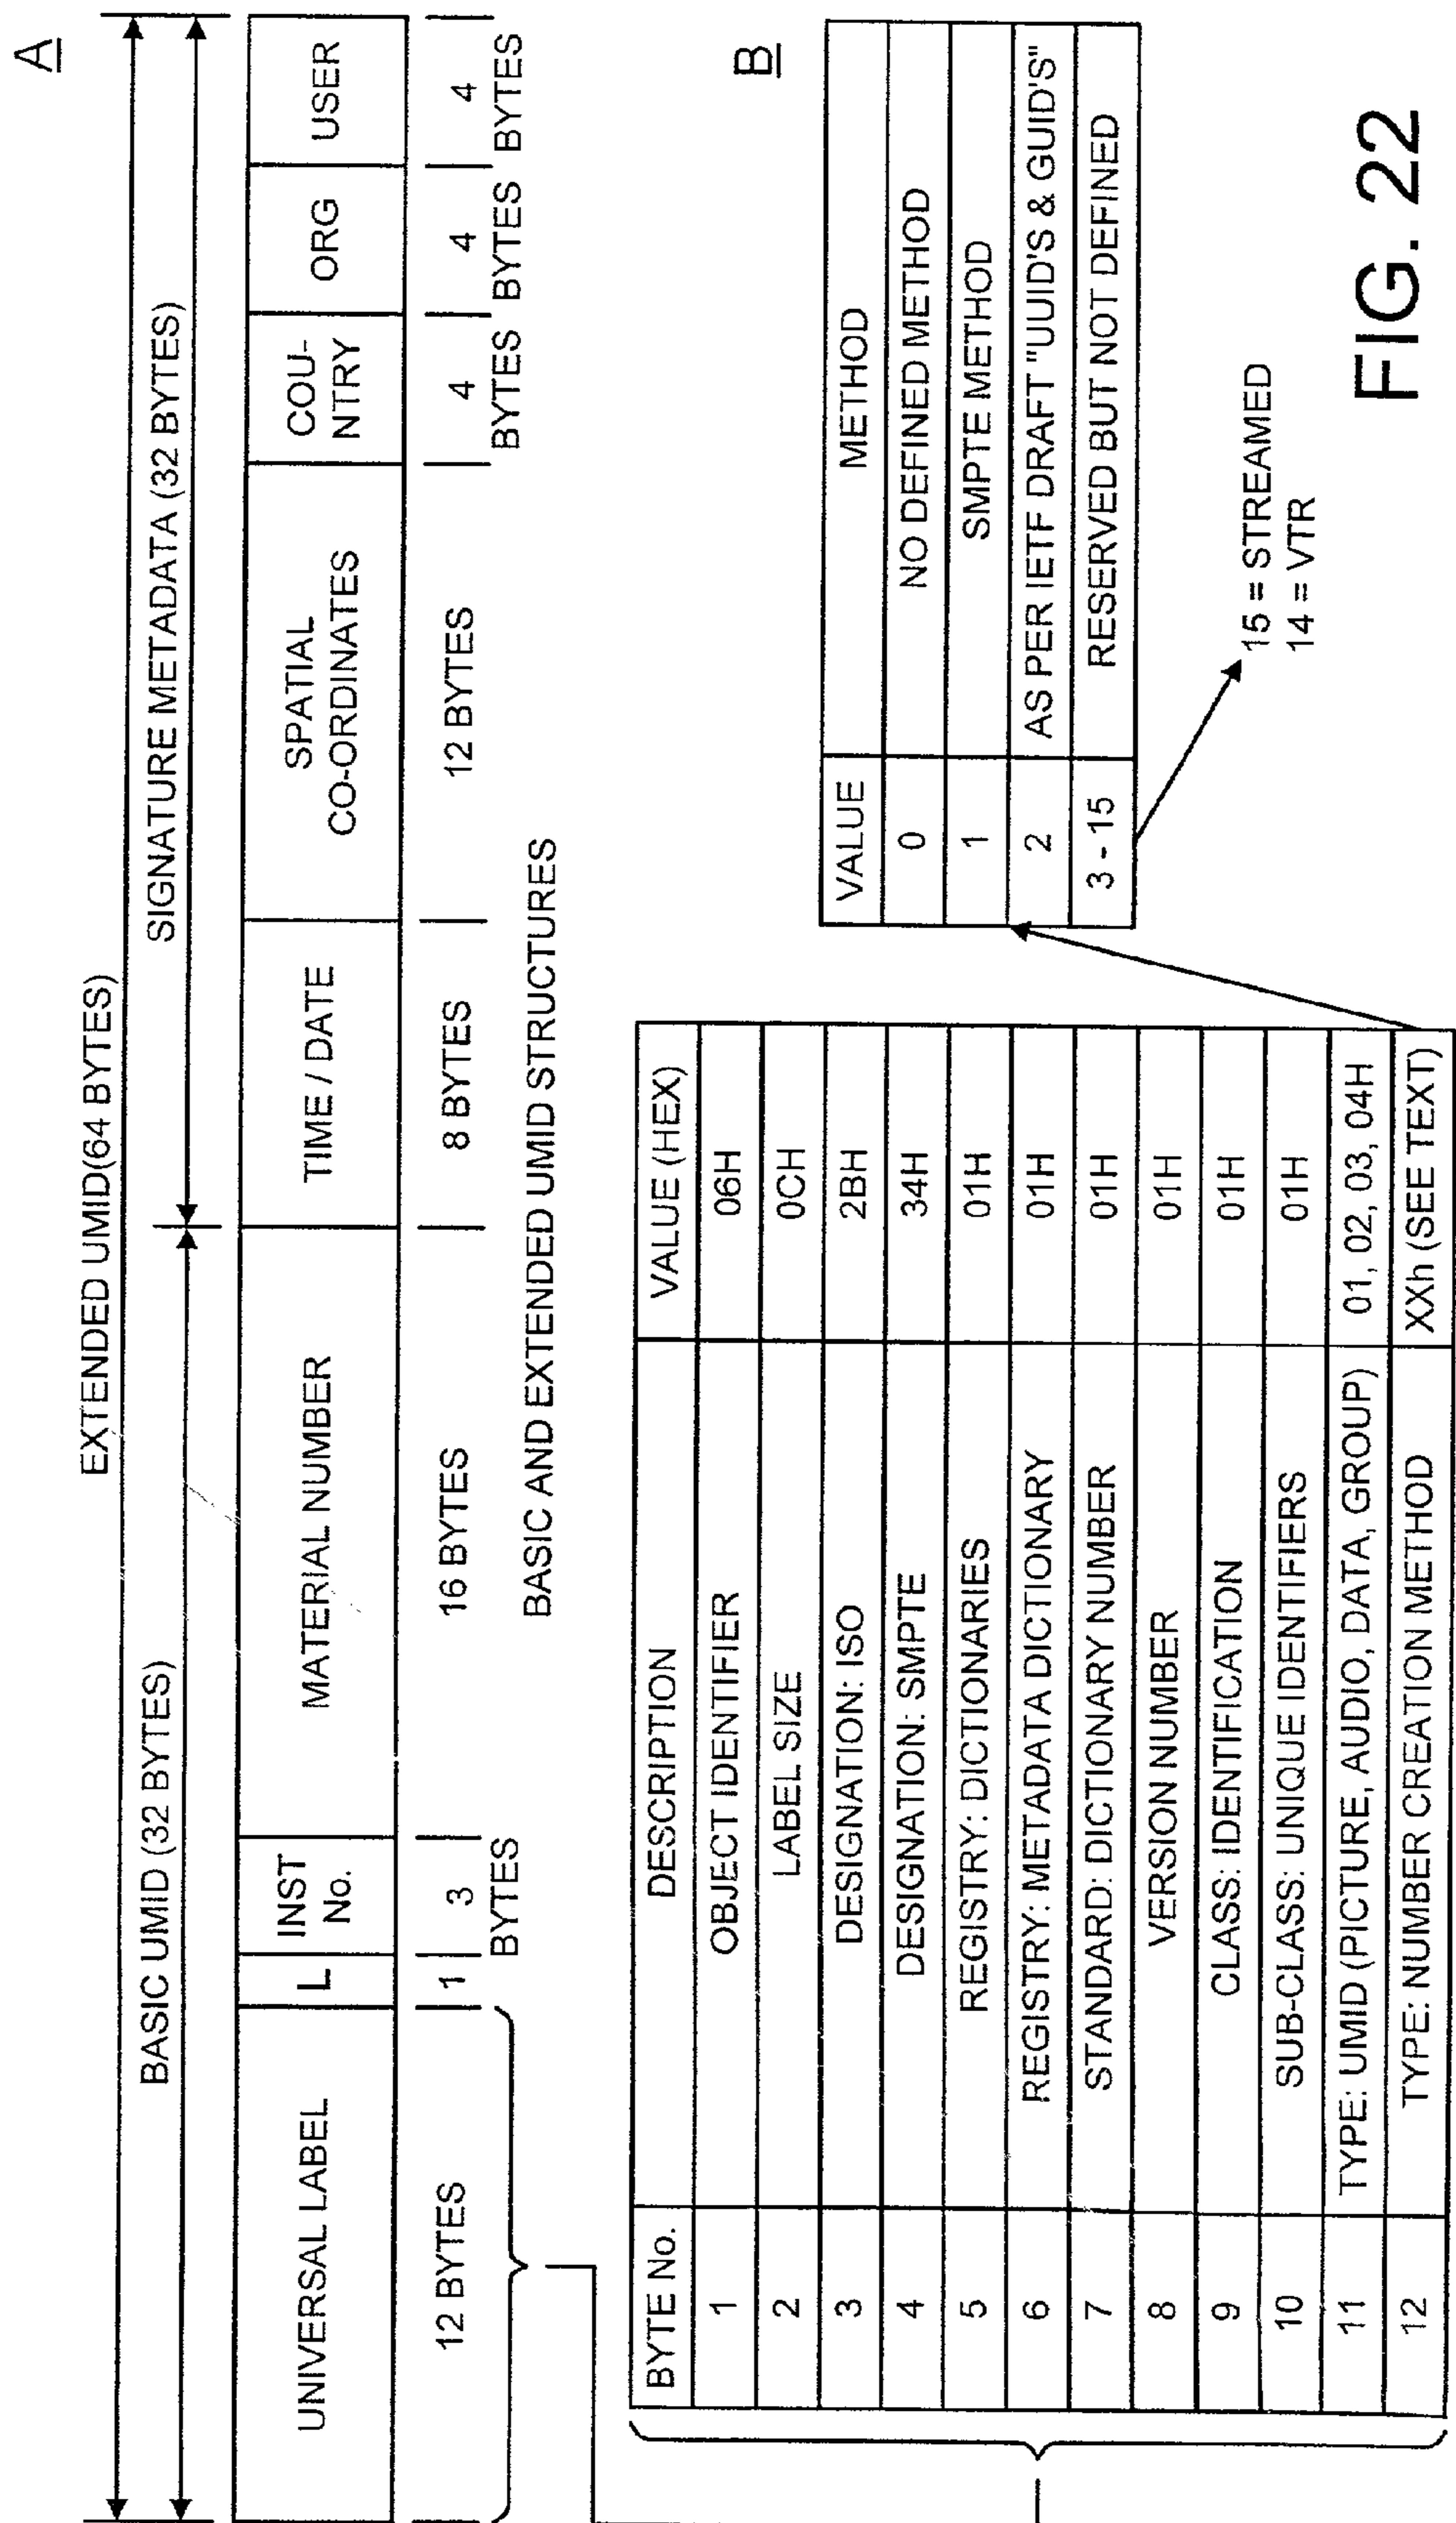 A
EXTENDED UMID(64 BYTES)
BASIC UMID (32 BYTES)
SIGNATURE METADATA (32 BYTES)
UNIVERSAL LABEL
L
INST
No.
MATERIAL NUMBER
TIME / DATE
SPATIAL
CO-ORDINATES
COU-
NTRY
ORG
USER
12 BYTES
1
3
BYTES
16 BYTES
8 BYTES
12 BYTES
4
BYTES
4
BYTES
4
BYTES
BASIC AND EXTENDED UMID STRUCTURES
BYTE No. DESCRIPTION VALUE (HEX)
1 OBJECT IDENTIFIER 06H
2 LABEL SIZE 0CH
3 DESIGNATION: ISO 2BH
4 DESIGNATION: SMPTE 34H
5 REGISTRY: DICTIONARIES 01H
6 REGISTRY: METADATA DICTIONARY 01H
7 STANDARD: DICTIONARY NUMBER 01H
8 VERSION NUMBER 01H
9 CLASS: IDENTIFICATION 01H
10 SUB-CLASS: UNIQUE IDENTIFIERS 01H
11 TYPE: UMID (PICTURE, AUDIO, DATA, GROUP) 01, 02, 03, 04H
12 TYPE: NUMBER CREATION METHOD XXh (SEE TEXT)
B
VALUE METHOD
0 NO DEFINED METHOD
1 SMPTE METHOD
2 AS PER IETF DRAFT "UUID'S & GUID'S"
3 - 15 RESERVED BUT NOT DEFINED
15 = STREAMED
14 = VTR
FIG. 22